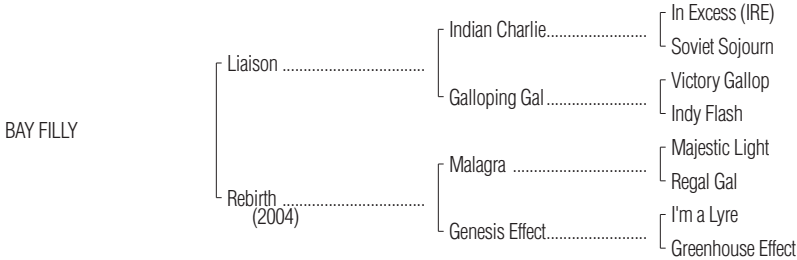 In Excess (IRE)
Indian Charlie.......................
Soviet Sojourn
Liaison ................................
Victory Gallop
Galloping Gal.......................
Indy Flash
BAY FILLY
Majestic Light
Malagra ..............................
Regal Gal
Rebirth ................................
(2004)
I'm a Lyre
Genesis Effect.......................
Greenhouse Effect